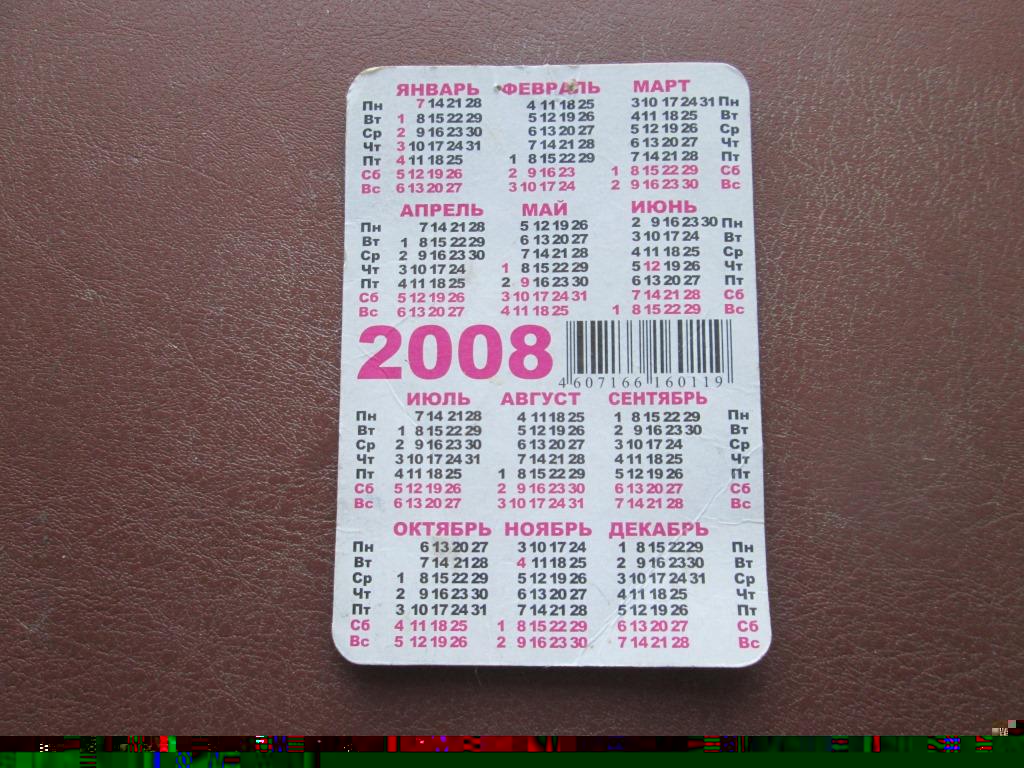 ЯНВАРЬ ФЕВРАЛЬ МАРТ
Пн 7 14 21 28 4 11 18 25 3 10 17 24 31 Пн
Вт 1 8 15 22 29 5 12 19 26 4 11 18 25 Вт
Ср 2 9 16 23 30 6 13 20 27 5 12 19 26 Ср
Чт 3 10 17 24 31 7 14 21 28 6 13 20 27 Чт
Пт 4 11 18 25 1 8 15 22 29 7 14 21 28 Пт
Сб 5 12 19 26 2 9 16 23 1 8 15 22 29 Сб
Вс 6 13 20 27 3 10 17 24 2 9 16 23 30 Вс
АПРЕЛЬ МАЙ ИЮНЬ
Пн 7 14 21 28 5 12 19 26 2 9 16 23 30 Пн
Вт 1 8 15 22 29 6 13 20 27 3 10 17 24 Вт
Ср 2 9 16 23 30 7 14 21 28 4 11 18 25 Ср
Чт 3 10 17 24 1 8 15 22 29 5 12 19 26 Чт
Пт 4 11 18 25 2 9 16 23 30 6 13 20 27 Пт
Сб 5 12 19 26 3 10 17 24 31 7 14 21 28 Сб
Вс 6 13 20 27 4 11 18 25 1 8 15 22 29 Вс
2008 4 607166 160119
ИЮЛЬ АВГУСТ СЕНТЯБРЬ
Пн 7 14 21 28 4 11 18 25 1 8 15 22 29 Пн
Вт 1 8 15 22 29 5 12 19 26 2 9 16 23 30 Вт
Ср 2 9 16 23 30 6 13 20 27 3 10 17 24 Ср
Чт 3 10 17 24 31 7 14 21 28 4 11 18 25 Чт
Пт 4 11 18 25 1 8 15 22 29 5 12 19 26 Пт
Сб 5 12 19 26 2 9 16 23 30 6 13 20 27 Сб
Вс 6 13 20 27 3 10 17 24 31 7 14 21 28 Вс
ОКТЯБРЬ НОЯБРЬ ДЕКАБРЬ
Пн 6 13 20 27 3 10 17 24 1 8 15 22 29 Пн
Вт 7 14 21 28 4 11 18 25 2 9 16 23 30 Вт
Ср 1 8 15 22 29 5 12 19 26 3 10 17 24 31 Ср
Чт 2 9 16 23 30 6 13 20 27 4 11 18 25 Чт
Пт 3 10 17 24 31 7 14 21 28 5 12 19 26 Пт
Сб 4 11 18 25 1 8 15 22 29 6 13 20 27 Сб
Вс 5 12 19 26 2 9 16 23 30 7 14 21 28 Вс